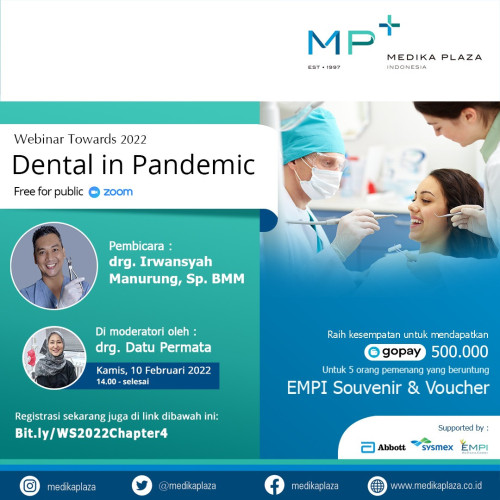 MP+
EST • 1997
MEDIKA PLAZA
INDONESIA
Webinar Towards 2022
Dental in Pandemic
Free for public zoom
Pembicara :
drg. Irwansyah
Manurung, Sp. BMM
Di moderatori oleh :
drg. Datu Permata
Kamis, 10 Februari 2022
14.00 - selesai
Registrasi sekarang juga di link dibawah ini:
Bit.ly/WS2022Chapter4
Raih kesempatan untuk mendapatkan
gopay 500.000
Untuk 5 orang pemenang yang beruntung
EMPI Souvenir & Voucher
Supported by :
Abbott sysmex EMPI
medikaplaza @medikaplaza medikaplaza www.medikaplaza.co.id